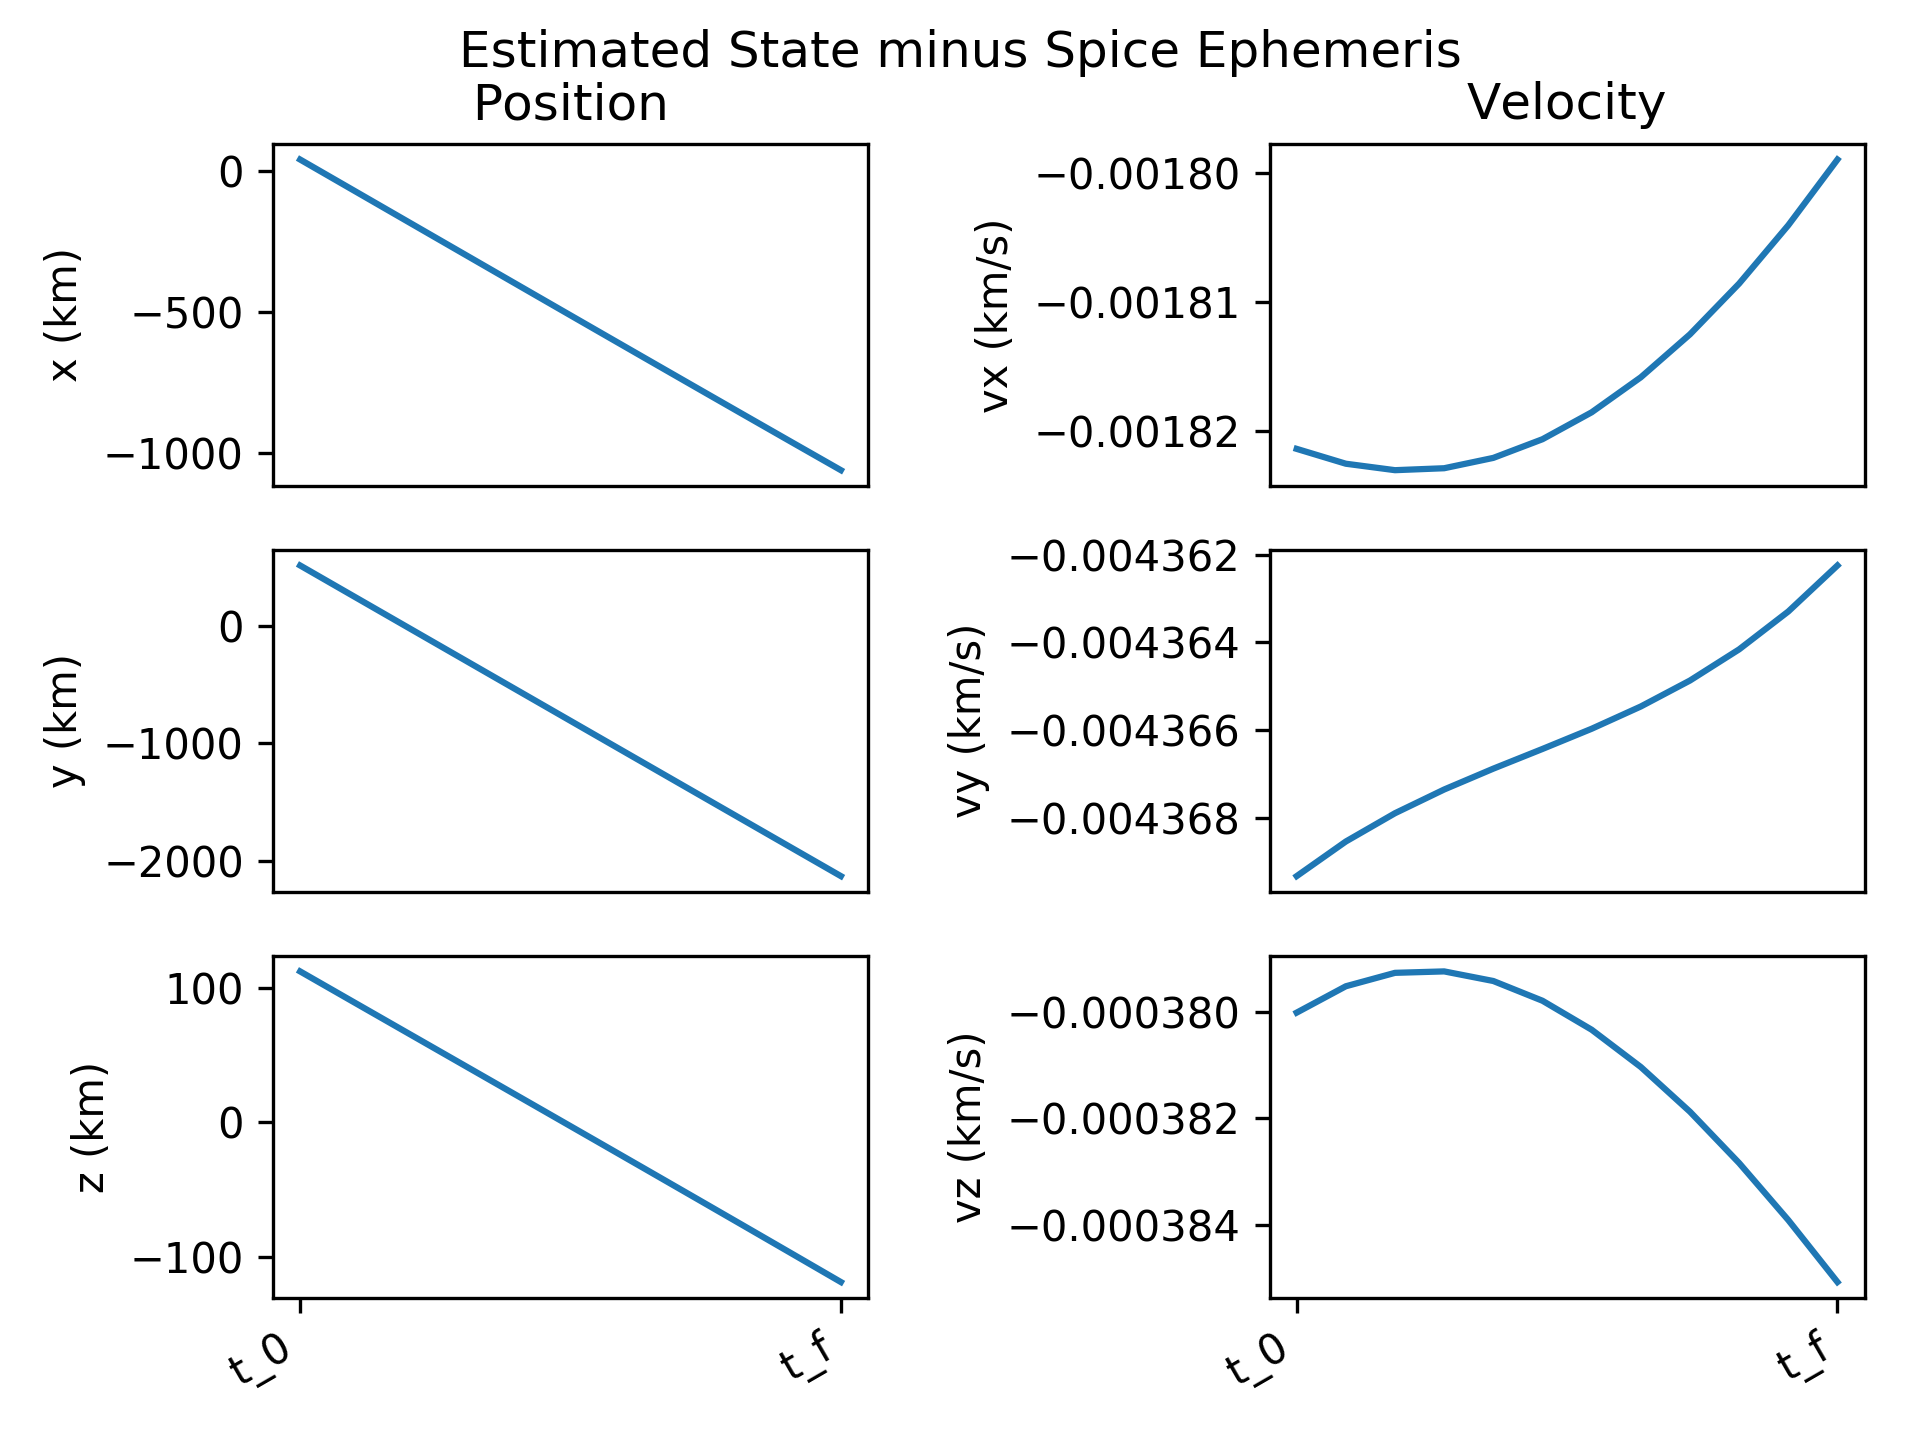 Estimated State minus Spice Ephemeris
Position
Velocity
0
−500
−1000
x (km)
−0.00180
−0.00181
−0.00182
vx (km/s)
0
−1000
−2000
y (km)
−0.004362
−0.004364
−0.004366
−0.004368
vy (km/s)
100
0
−100
z (km)
−0.000380
−0.000382
−0.000384
vz (km/s)
t_0
t_f
t_0
t_f